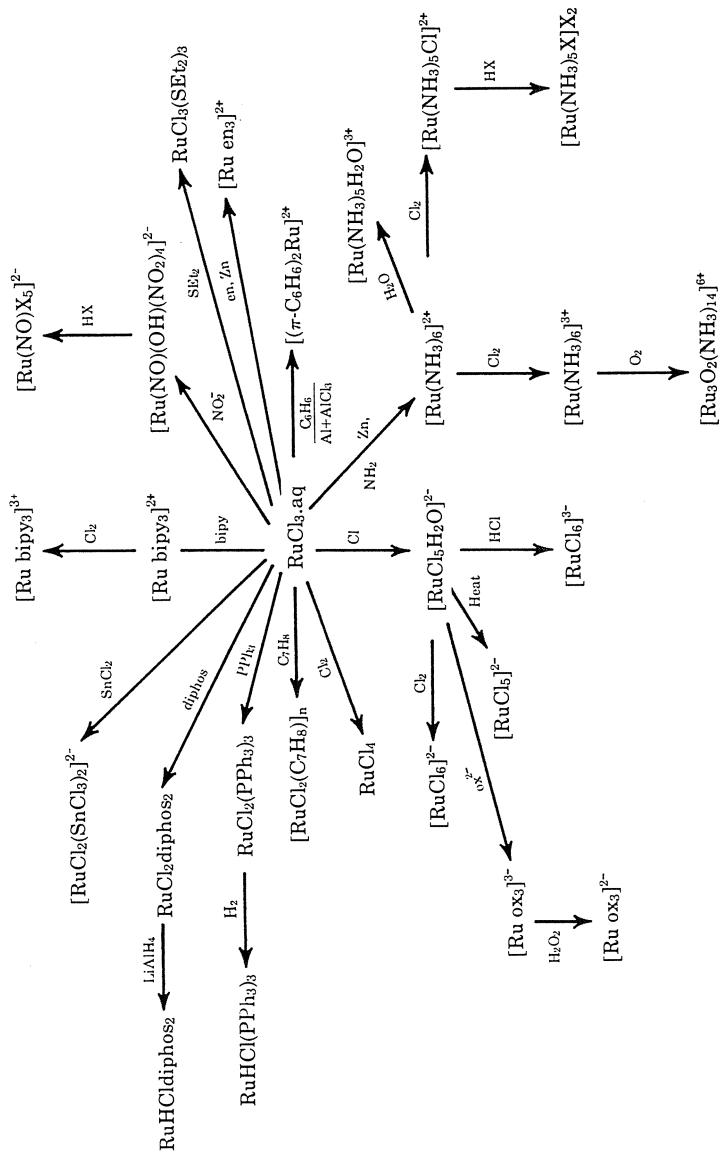 [Ru bipy₃]³⁺
Cl₂
[Ru bipy₃]²⁺
bipy
[Ru(NO)X₅]²⁻
HX
[Ru(NO)(OH)(NO₂)₄]²⁻
NO₂⁻
RuCl₃(SEt₂)₃
SEt₂
[Ru en₃]²⁺
en, Zn
[(π-C₆H₆)₂Ru]²⁺
C₆H₆
Al+AlCl₃
[RuCl₂(SnCl₃)₂]²⁻
SnCl₂
RuHCldiphos₂
LiAlH₄
RuCl₂diphos₂
diphos
RuHCl(PPh₃)₃
H₂
RuCl₂(PPh₃)₃
PPh₃
[RuCl₂(C₇H₈)]n
C₇H₈
RuCl₄
Cl₂
RuCl₃.aq
Cl
[RuCl₅H₂O]²⁻
HCl
[RuCl₆]³⁻
Heat
[RuCl₅]²⁻
Cl₂
[RuCl₆]²⁻
ox²⁻
[Ru ox₃]³⁻
H₂O₂
[Ru ox₃]²⁻
Zn,
NH₂
[Ru(NH₃)₆]²⁺
H₂O
[Ru(NH₃)₅H₂O]³⁺
Cl₂
[Ru(NH₃)₅Cl]²⁺
HX
[Ru(NH₃)₅X]X₂
Cl₂
[Ru(NH₃)₆]³⁺
O₂
[Ru₃O₂(NH₃)₁₄]⁶⁺